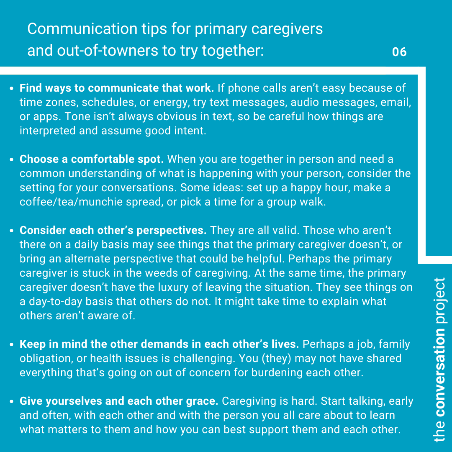 Communication tips for primary caregivers
and out-of-towners to try together:
06
▪ Find ways to communicate that work. If phone calls aren't easy because of
time zones, schedules, or energy, try text messages, audio messages, email,
or apps. Tone isn't always obvious in text, so be careful how things are
interpreted and assume good intent.
▪ Choose a comfortable spot. When you are together in person and need a
common understanding of what is happening with your person, consider the
setting for your conversations. Some ideas: set up a happy hour, make a
coffee/tea/munchie spread, or pick a time for a group walk.
▪ Consider each other's perspectives. They are all valid. Those who aren't
there on a daily basis may see things that the primary caregiver doesn't, or
bring an alternate perspective that could be helpful. Perhaps the primary
caregiver is stuck in the weeds of caregiving. At the same time, the primary
caregiver doesn't have the luxury of leaving the situation. They see things on
a day-to-day basis that others do not. It might take time to explain what
others aren't aware of.
▪ Keep in mind the other demands in each other's lives. Perhaps a job, family
obligation, or health issues is challenging. You (they) may not have shared
everything that's going on out of concern for burdening each other.
▪ Give yourselves and each other grace. Caregiving is hard. Start talking, early
and often, with each other and with the person you all care about to learn
what matters to them and how you can best support them and each other.
the conversation project